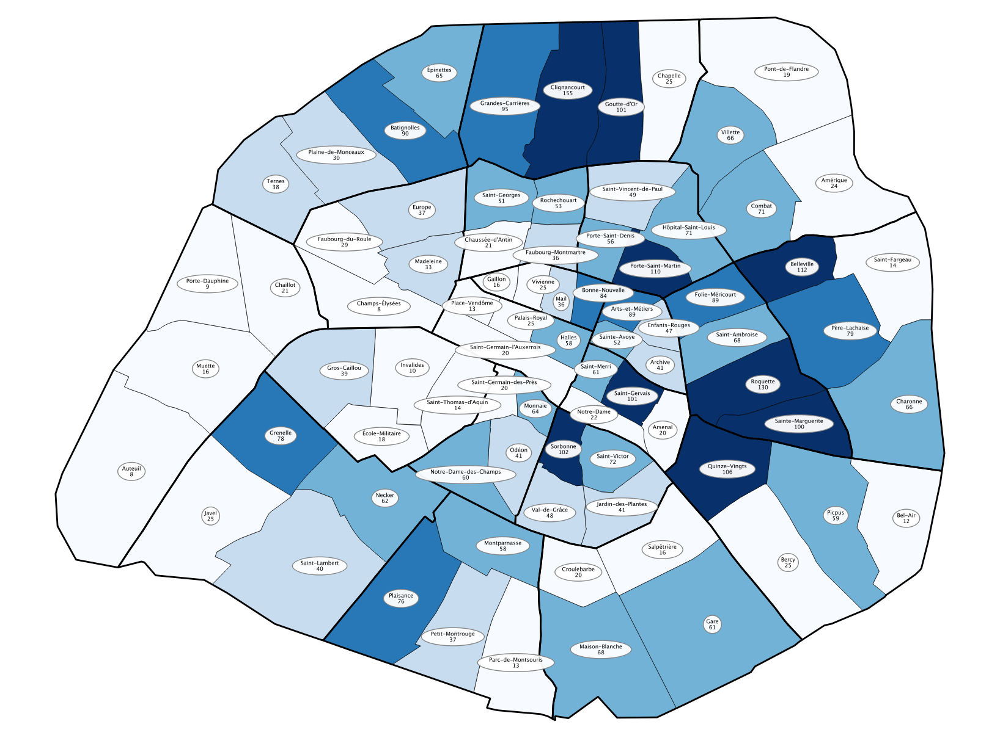 Épinettes
65
Pont-de-Flandre
19
Chapelle
25
Clignancourt
155
Grandes-Carrières
95
Goutte-d'Or
101
Batignolles
90
Villette
66
Plaine-de-Monceaux
30
Ternes
38
Amérique
24
Saint-Vincent-de-Paul
49
Saint-Georges
51
Rochechouart
53
Europe
37
Combat
71
Hôpital-Saint-Louis
71
Porte-Saint-Denis
56
Faubourg-du-Roule
29
Chaussée-d'Antin
21
Faubourg-Montmartre
36
Madeleine
33
Porte-Saint-Martin
110
Belleville
112
Saint-Fargeau
14
Porte-Dauphine
9
Chaillot
21
Gaillon
16
Vivienne
25
Mail
36
Bonne-Nouvelle
84
Folie-Méricourt
89
Champs-Élysées
8
Place-Vendôme
13
Arts-et-Métiers
89
Palais-Royal
25
Enfants-Rouges
47
Père-Lachaise
79
Halles
58
Sainte-Avoye
52
Saint-Ambroise
68
Saint-Germain-l'Auxerrois
20
Muette
16
Gros-Caillou
39
Invalides
10
Saint-Merri
61
Archive
41
Saint-Germain-des-Prés
20
Roquette
130
Saint-Gervais
101
Saint-Thomas-d'Aquin
14
Monnaie
64
Charonne
66
Notre-Dame
22
Sainte-Marguerite
100
Arsenal
20
Grenelle
78
École-Militaire
18
Odéon
41
Sorbonne
102
Saint-Victor
72
Auteuil
8
Notre-Dame-des-Champs
60
Quinze-Vingts
106
Necker
62
Javel
25
Val-de-Grâce
48
Jardin-des-Plantes
41
Picpus
59
Bel-Air
12
Montparnasse
58
Salpêtrière
16
Saint-Lambert
40
Croulebarbe
20
Bercy
25
Plaisance
76
Gare
61
Petit-Montrouge
37
Maison-Blanche
68
Parc-de-Montsouris
13